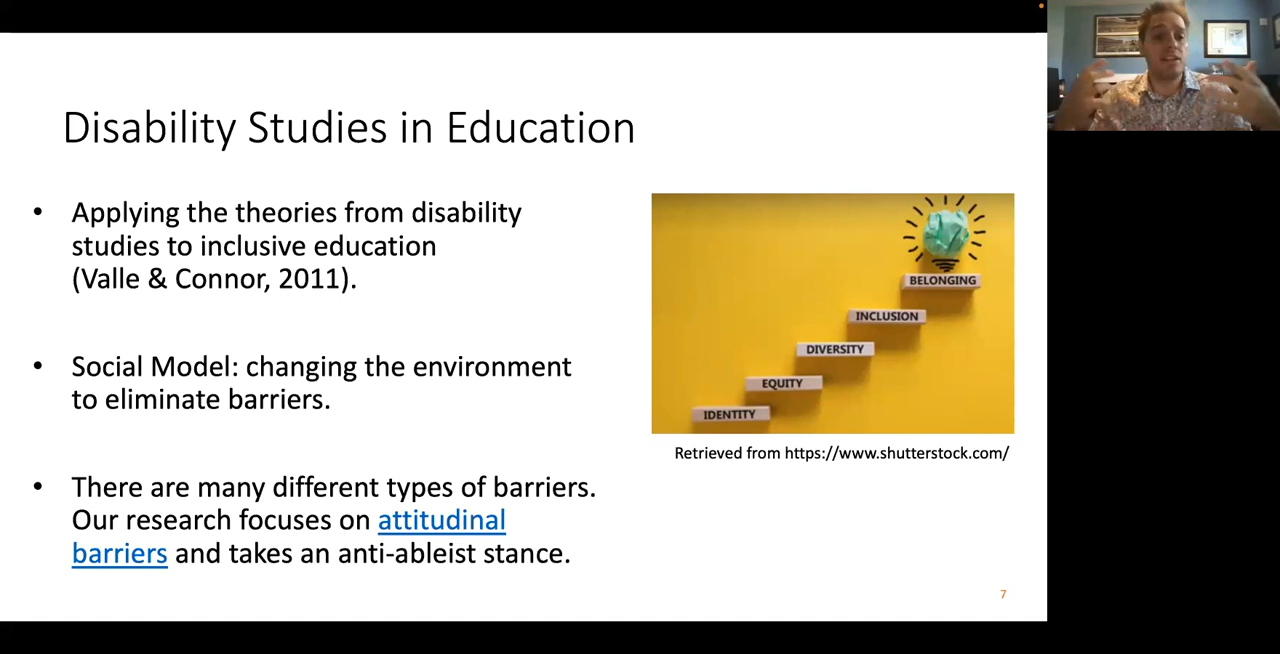 Disability Studies in Education
• Applying the theories from disability
studies to inclusive education
(Valle & Connor, 2011).
• Social Model: changing the environment
to eliminate barriers.
• There are many different types of barriers.
Our research focuses on attitudinal
barriers and takes an anti-ableist stance.
BELONGING
INCLUSION
DIVERSITY
EQUITY
IDENTITY
Retrieved from https://www.shutterstock.com/
7